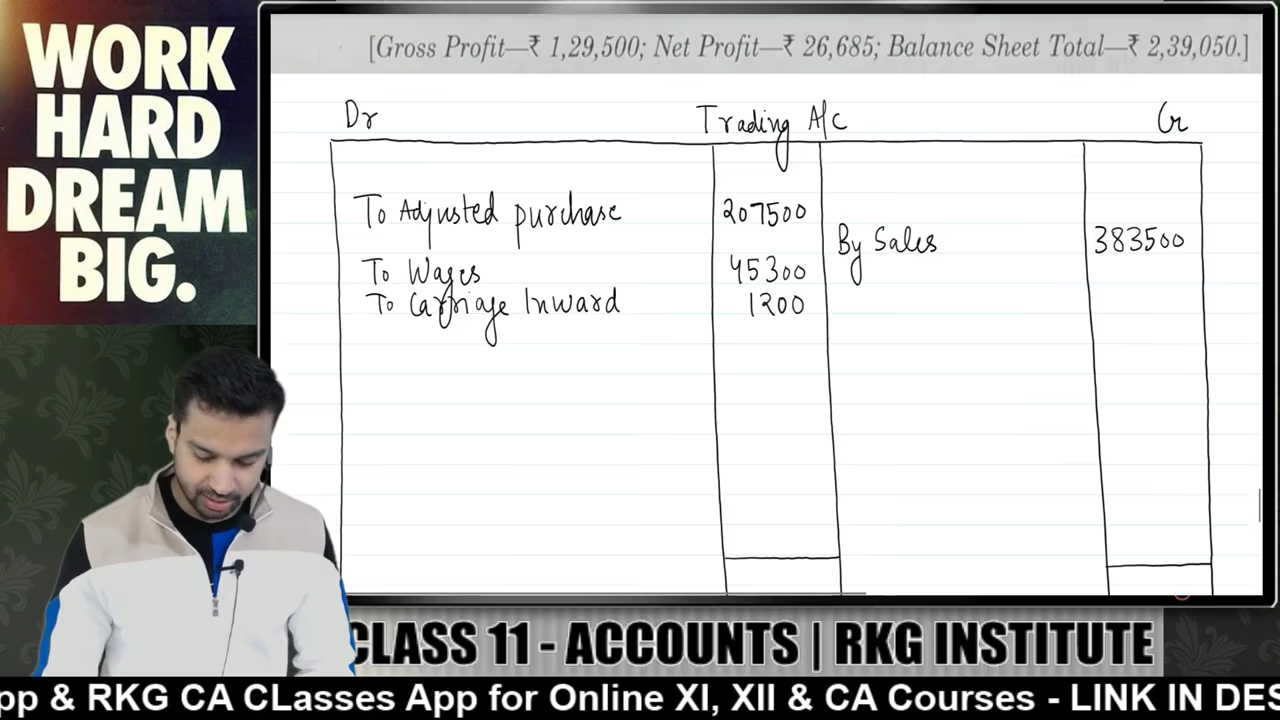 WORK
HARD
DREAM
BIG.
[Gross Profit—₹ 1,29,500; Net Profit—₹ 26,685; Balance Sheet Total—₹ 2,39,050.]
Dr Trading A/c Cr
To Adjusted purchase 207500
By Sales 383500
To Wages 45300
To Carriage Inward 1200
CLASS 11 - ACCOUNTS | RKG INSTITUTE
pp & RKG CA CLasses App for Online XI, XII & CA Courses - LINK IN DES